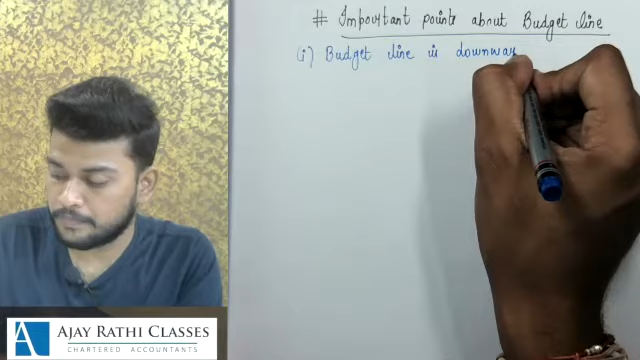 # Important points about Budget line
(i) Budget line is downwar
AJAY RATHI CLASSES
CHARTERED ACCOUNTANTS